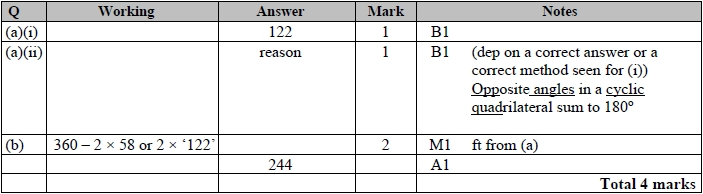 Q Working Answer Mark Notes
(a)(i) 122 1 B1
(a)(ii) reason 1 B1 (dep on a correct answer or a
correct method seen for (i))
Opposite angles in a cyclic
quadrilateral sum to 180°
(b) 360 – 2 × 58 or 2 × ‘122’ 2 M1 ft from (a)
244 A1
Total 4 marks